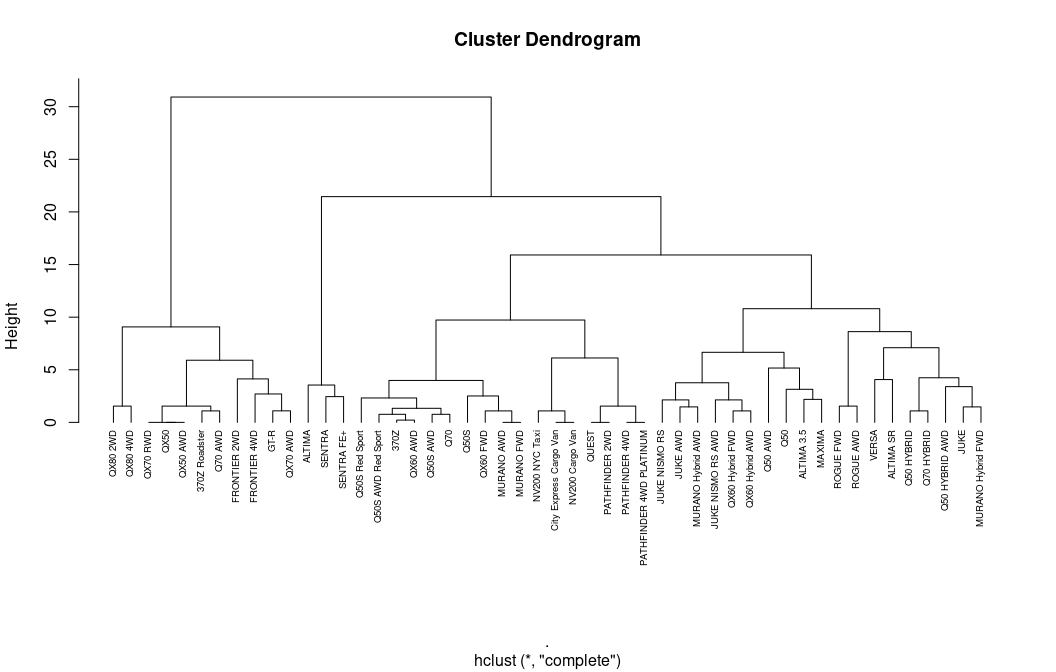 Cluster Dendrogram
Height
30
25
20
15
10
5
0
QX80 2WD
QX80 4WD
QX70 RWD
QX50
QX50 AWD
370Z Roadster
Q70 AWD
FRONTIER 2WD
FRONTIER 4WD
GT-R
QX70 AWD
ALTIMA
SENTRA
SENTRA FE+
Q50S Red Sport
Q50S AWD Red Sport
370Z
QX60 AWD
Q50S AWD
Q70
Q50S
QX60 FWD
MURANO AWD
MURANO FWD
NV200 NYC Taxi
City Express Cargo Van
NV200 Cargo Van
QUEST
PATHFINDER 2WD
PATHFINDER 4WD
PATHFINDER 4WD PLATINUM
JUKE NISMO RS
JUKE AWD
MURANO Hybrid AWD
JUKE NISMO RS AWD
QX60 Hybrid FWD
QX60 Hybrid AWD
Q50 AWD
Q50
ALTIMA 3.5
MAXIMA
ROGUE FWD
ROGUE AWD
VERSA
ALTIMA SR
Q50 HYBRID
Q70 HYBRID
Q50 HYBRID AWD
JUKE
MURANO Hybrid FWD
.
hclust (*, "complete")